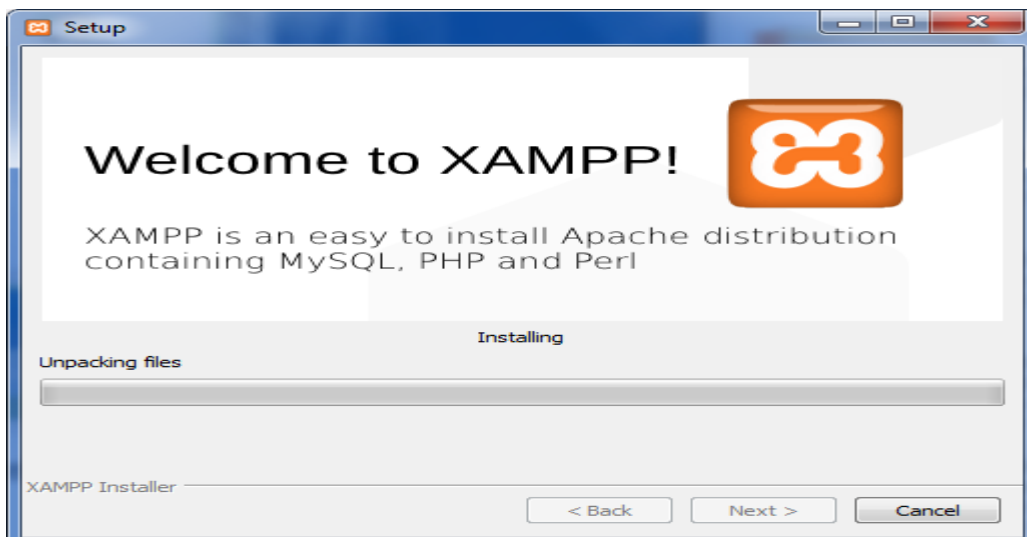 Setup
Welcome to XAMPP!
XAMPP is an easy to install Apache distribution
containing MySQL, PHP and Perl
Installing
Unpacking files
XAMPP Installer
< Back
Next >
Cancel